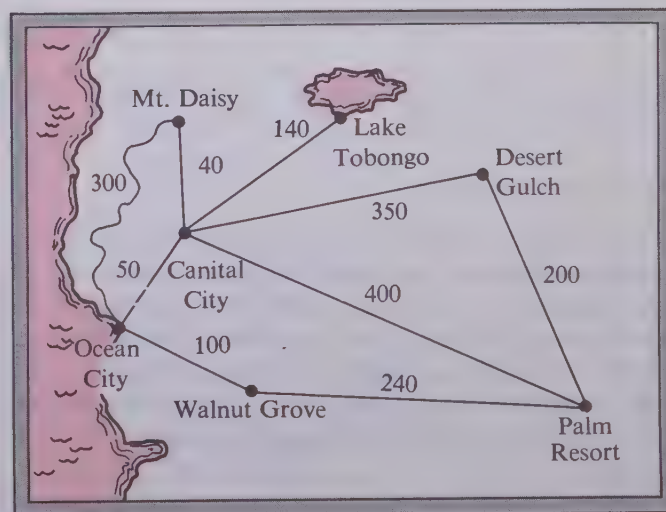 Mt. Daisy
140
Lake
Tobongo
Desert
Gulch
300
40
350
50
Canital
City
400
200
Ocean
City
100
Walnut Grove
240
Palm
Resort